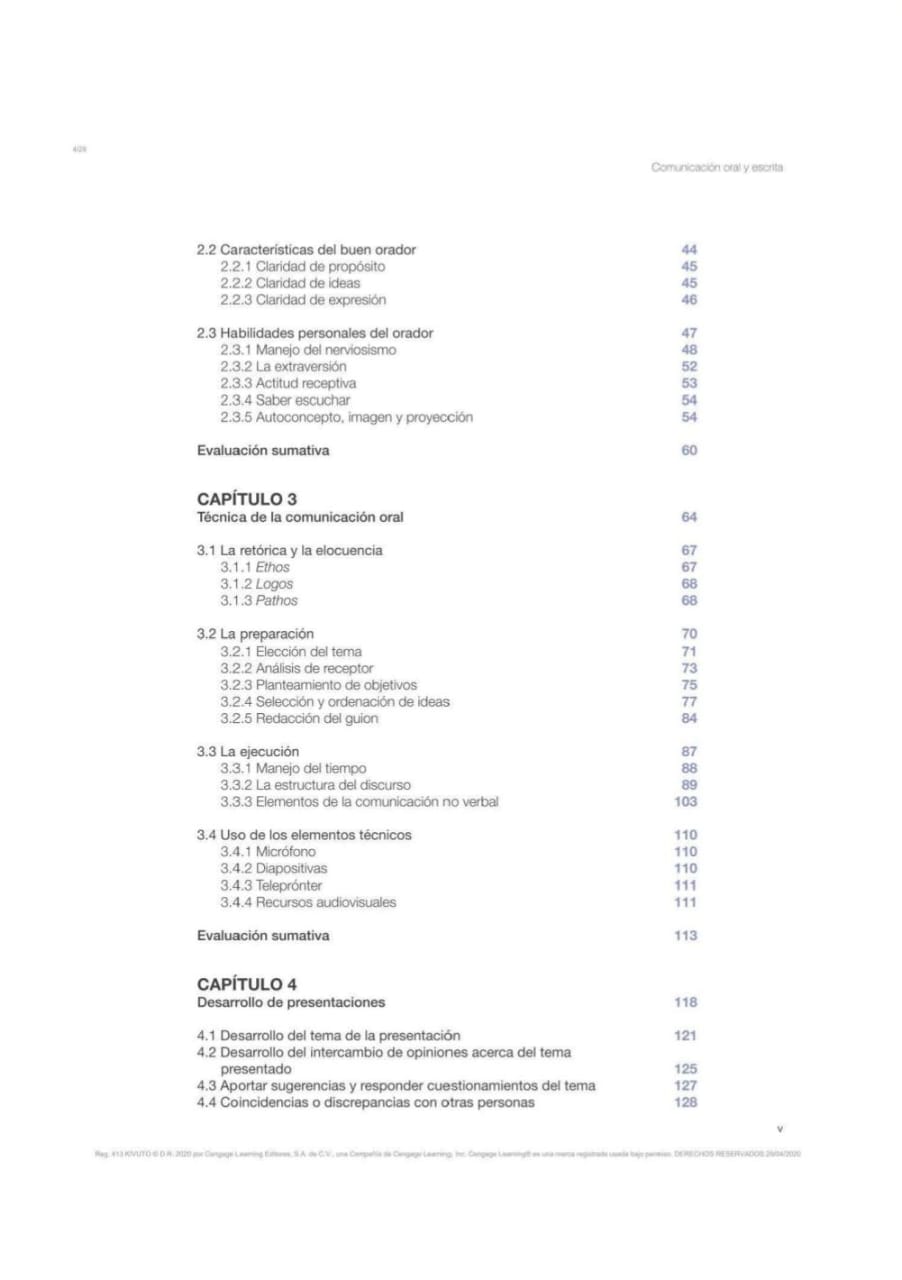 4/28
Comunicación oral y escrita
2.2 Características del buen orador 44
2.2.1 Claridad de propósito 45
2.2.2 Claridad de ideas 45
2.2.3 Claridad de expresión 46
2.3 Habilidades personales del orador 47
2.3.1 Manejo del nerviosismo 48
2.3.2 La extraversión 52
2.3.3 Actitud receptiva 53
2.3.4 Saber escuchar 54
2.3.5 Autoconcepto, imagen y proyección 54
Evaluación sumativa 60
CAPÍTULO 3
Técnica de la comunicación oral 64
3.1 La retórica y la elocuencia 67
3.1.1 Ethos 67
3.1.2 Logos 68
3.1.3 Pathos 68
3.2 La preparación 70
3.2.1 Elección del tema 71
3.2.2 Análisis de receptor 73
3.2.3 Planteamiento de objetivos 75
3.2.4 Selección y ordenación de ideas 77
3.2.5 Redacción del guion 84
3.3 La ejecución 87
3.3.1 Manejo del tiempo 88
3.3.2 La estructura del discurso 89
3.3.3 Elementos de la comunicación no verbal 103
3.4 Uso de los elementos técnicos 110
3.4.1 Micrófono 110
3.4.2 Diapositivas 110
3.4.3 Teleprónter 111
3.4.4 Recursos audiovisuales 111
Evaluación sumativa 113
CAPÍTULO 4
Desarrollo de presentaciones 118
4.1 Desarrollo del tema de la presentación 121
4.2 Desarrollo del intercambio de opiniones acerca del tema
presentado 125
4.3 Aportar sugerencias y responder cuestionamientos del tema 127
4.4 Coincidencias o discrepancias con otras personas 128
v
Reg. 413 KIVUTO © D.R. 2020 por Cengage Learning Editores, S.A. de C.V., una Compañía de Cengage Learning, Inc. Cengage Learning® es una marca registrada usada bajo permiso. DERECHOS RESERVADOS 28/04/2020